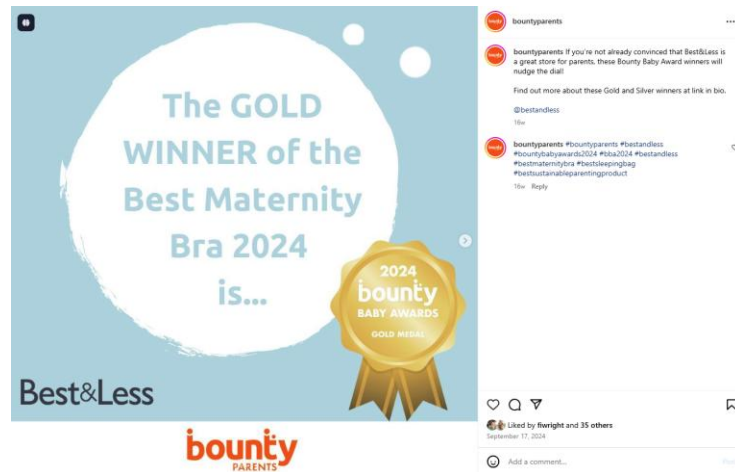 The GOLD
WINNER of the
Best Maternity
Bra 2024
is...
2024
bounty
BABY AWARDS
GOLD MEDAL
Best&Less
bounty
PARENTS
bountyparents
bountyparents If you're not already convinced that Best&Less is
a great store for parents, these Bounty Baby Award winners will
nudge the dial!
Find out more about these Gold and Silver winners at link in bio.
@bestandless
16w
bountyparents #bountyparents #bestandless
#bountybabyawards2024 #bba2024 #bestandless
#bestmaternitybra #bestsleepingbag
#bestsustainableparentingproduct
16w Reply
Liked by fiwright and 35 others
September 17, 2024
Add a comment...